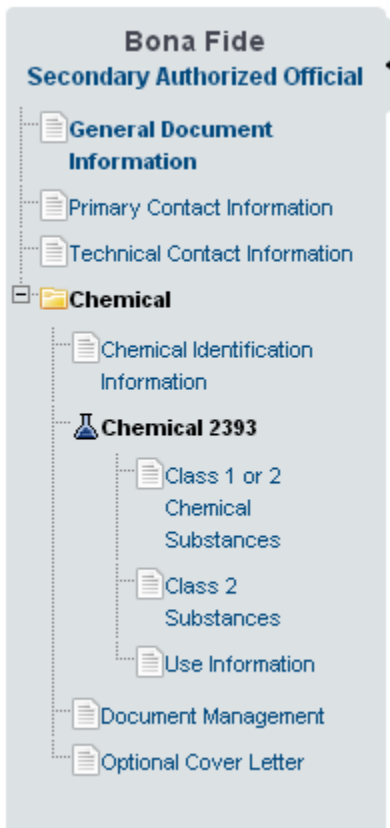 Bona Fide
Secondary Authorized Official
General Document
Information
Primary Contact Information
Technical Contact Information
Chemical
Chemical Identification
Information
Chemical 2393
Class 1 or 2
Chemical
Substances
Class 2
Substances
Use Information
Document Management
Optional Cover Letter